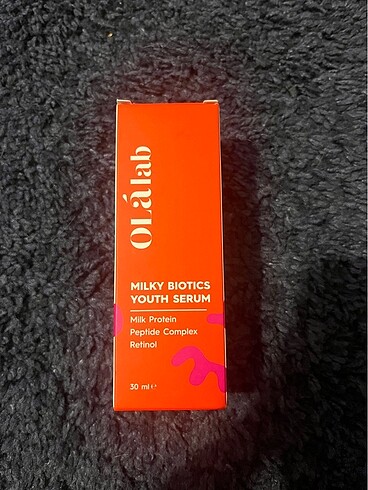 OLálab
MILKY BIOTICS
YOUTH SERUM
Milk Protein
Peptide Complex
Retinol
30 ml ℮